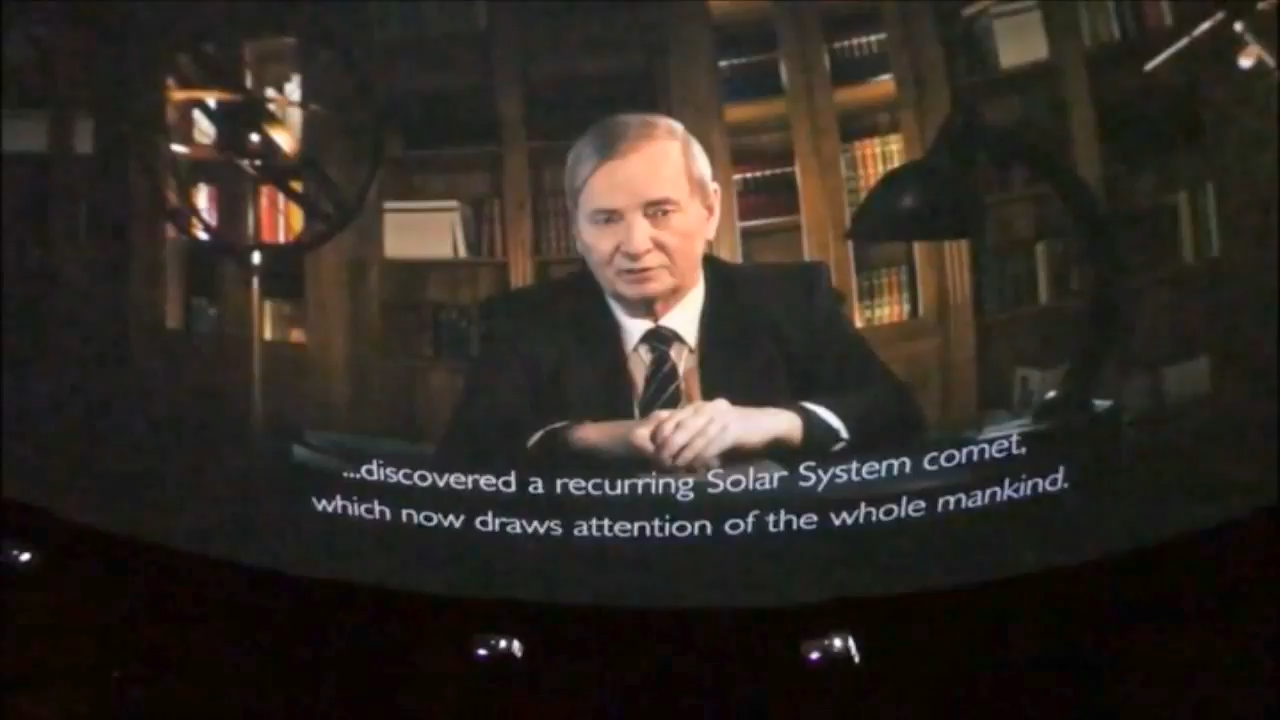 ...discovered a recurring Solar System comet,
which now draws attention of the whole mankind.